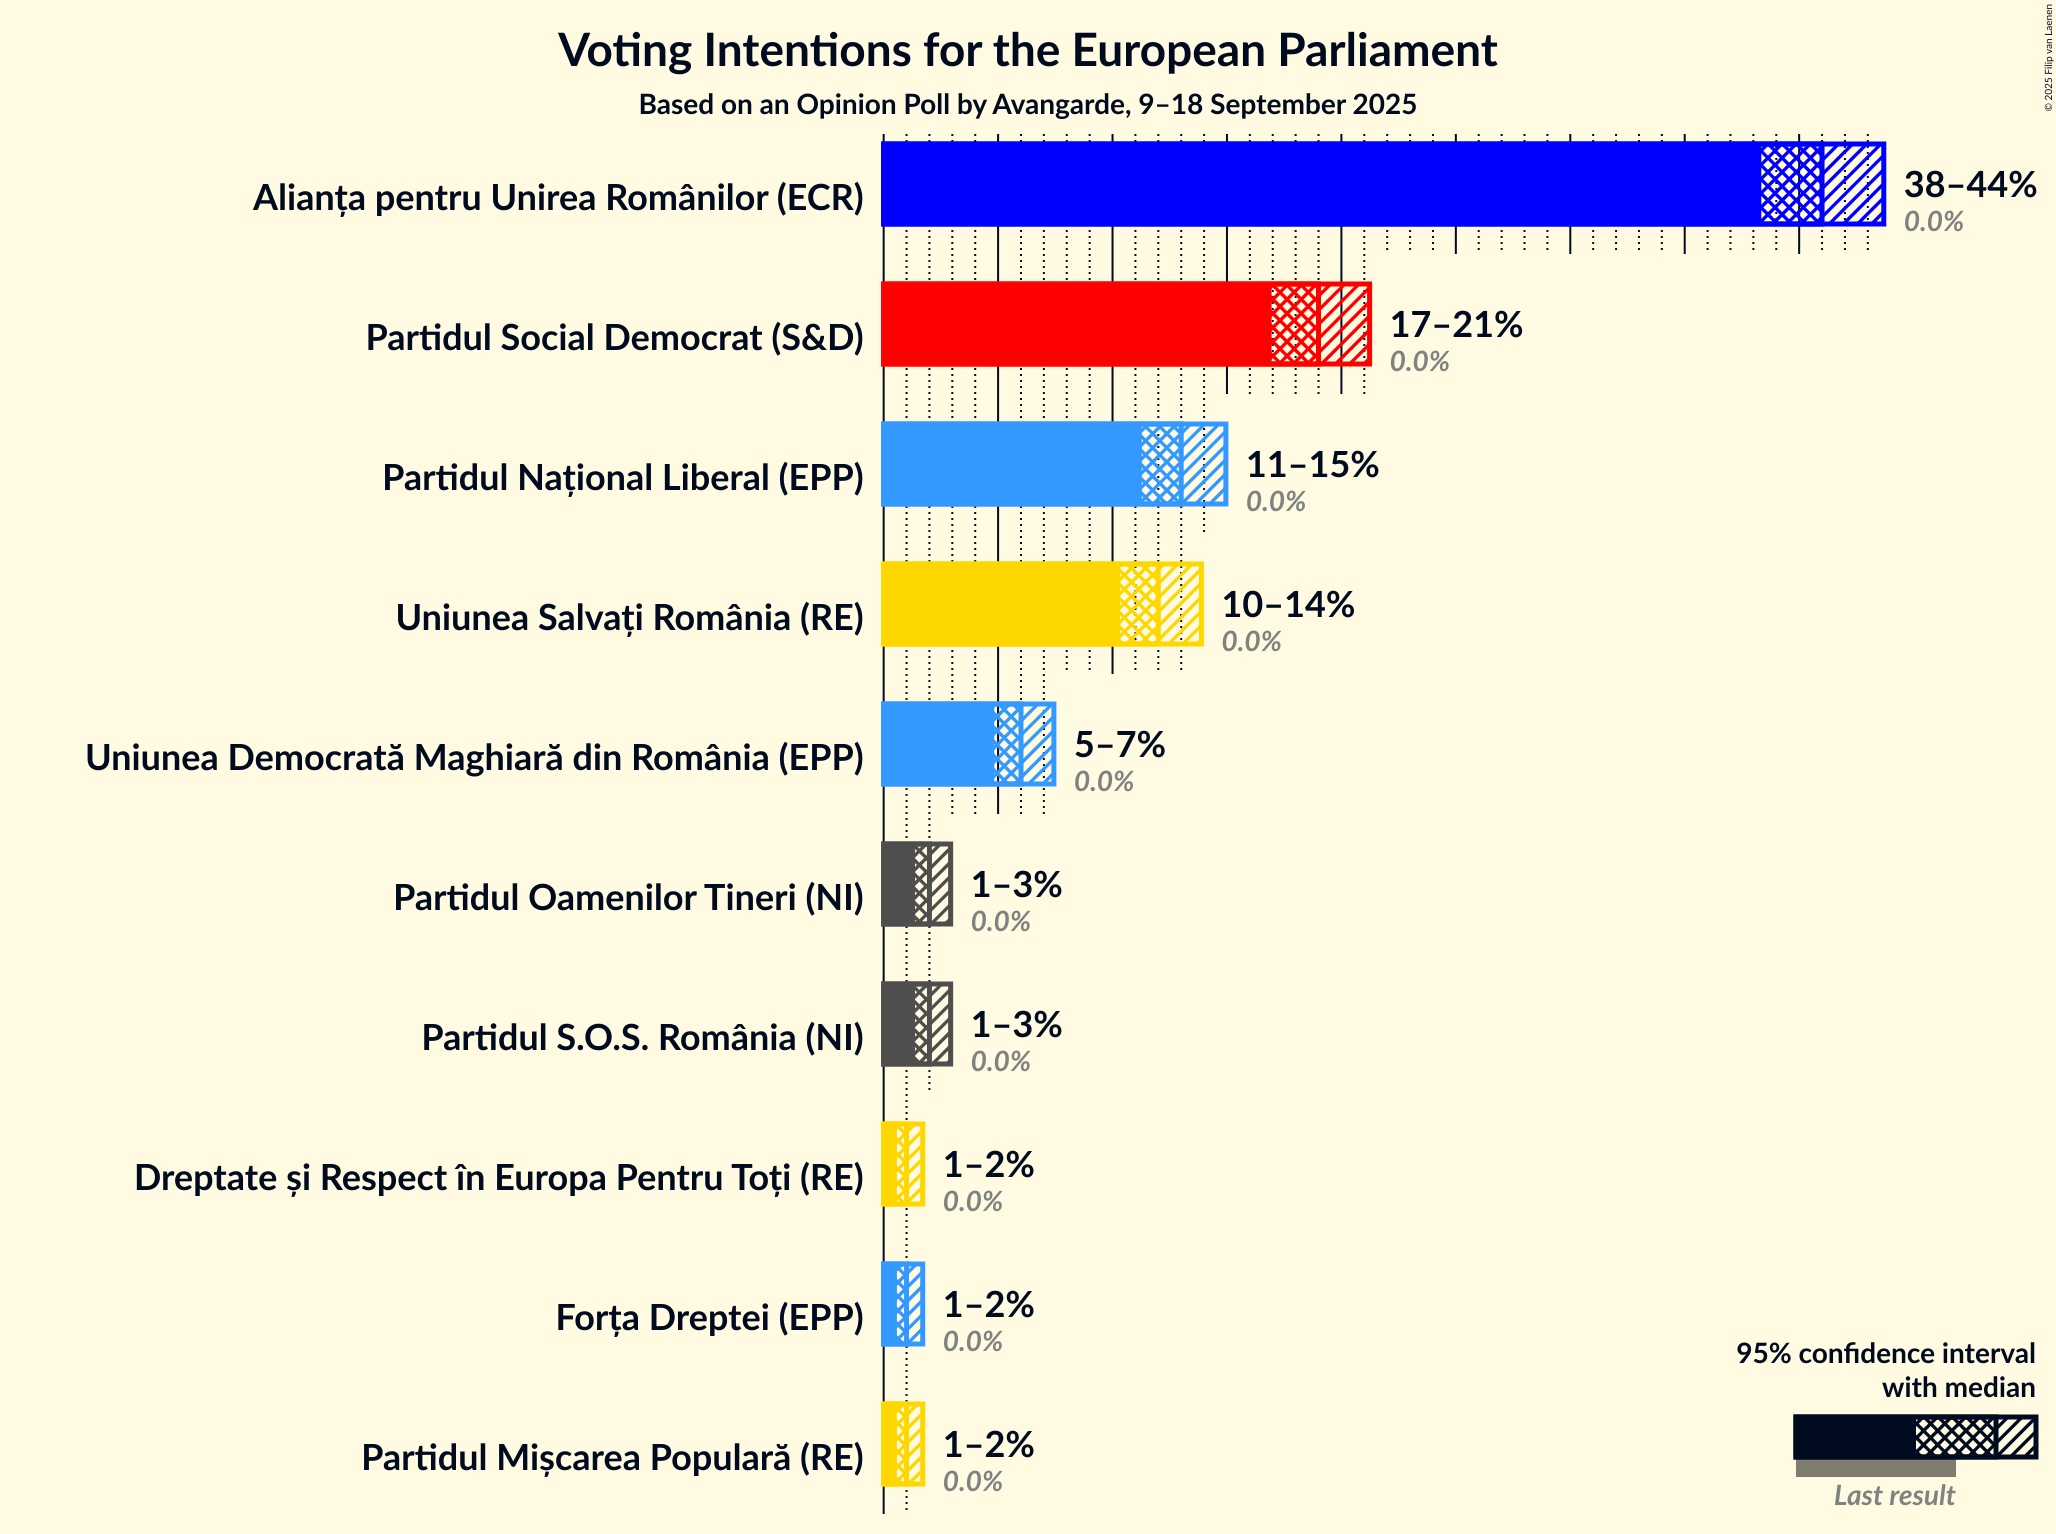 Voting Intentions for the European Parliament
Based on an Opinion Poll by Avangarde, 9–18 September 2025
© 2025 Filip van Laenen
Alianța pentru Unirea Românilor (ECR)
38–44%
0.0%
Partidul Social Democrat (S&D)
17–21%
0.0%
Partidul Național Liberal (EPP)
11–15%
0.0%
Uniunea Salvați România (RE)
10–14%
0.0%
Uniunea Democrată Maghiară din România (EPP)
5–7%
0.0%
Partidul Oamenilor Tineri (NI)
1–3%
0.0%
Partidul S.O.S. România (NI)
1–3%
0.0%
Dreptate și Respect în Europa Pentru Toți (RE)
1–2%
0.0%
Forța Dreptei (EPP)
1–2%
0.0%
Partidul Mișcarea Populară (RE)
1–2%
0.0%
95% confidence interval
with median
Last result